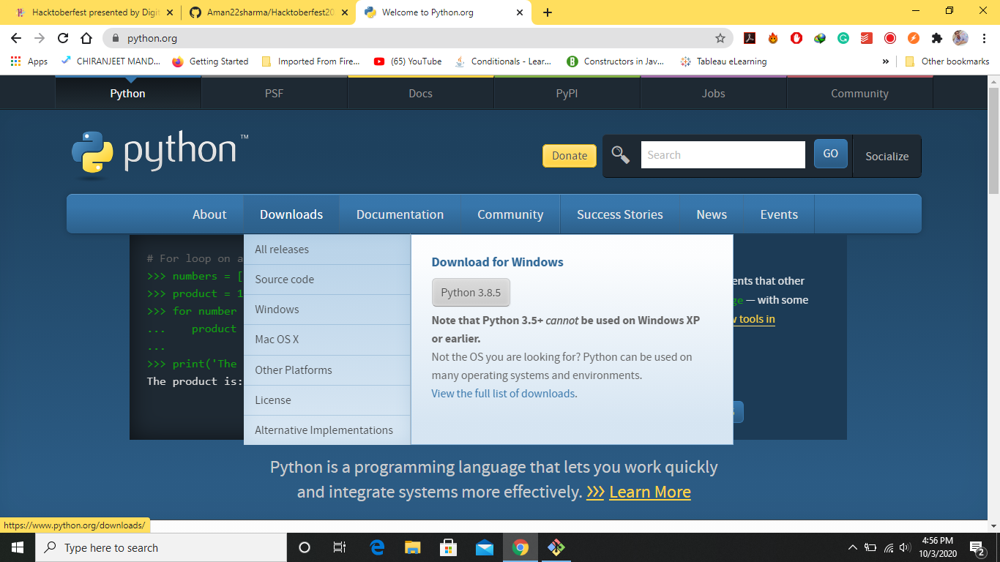 Hacktoberfest presented by Digit
Aman22sharma/Hacktoberfest20
Welcome to Python.org
python.org
Apps
CHIRANJEET MAND...
Getting Started
Imported From Fire...
(65) YouTube
Conditionals - Lear...
Constructors in Jav...
Tableau eLearning
»
Other bookmarks
Python
PSF
Docs
PyPI
Jobs
Community
python™
Donate
Search
GO
Socialize
About
Downloads
Documentation
Community
Success Stories
News
Events
# For loop on a
>>> numbers = [
>>> product = 1
>>> for number
... product
...
>>> print('The
The product is:
All releases
Source code
Windows
Mac OS X
Other Platforms
License
Alternative Implementations
Download for Windows
Python 3.8.5
Note that Python 3.5+ cannot be used on Windows XP
or earlier.
Not the OS you are looking for? Python can be used on
many operating systems and environments.
View the full list of downloads.
ents that other
ge — with some
tools in
Python is a programming language that lets you work quickly
and integrate systems more effectively. >>> Learn More
https://www.python.org/downloads/
Type here to search
4:56 PM
10/3/2020
2